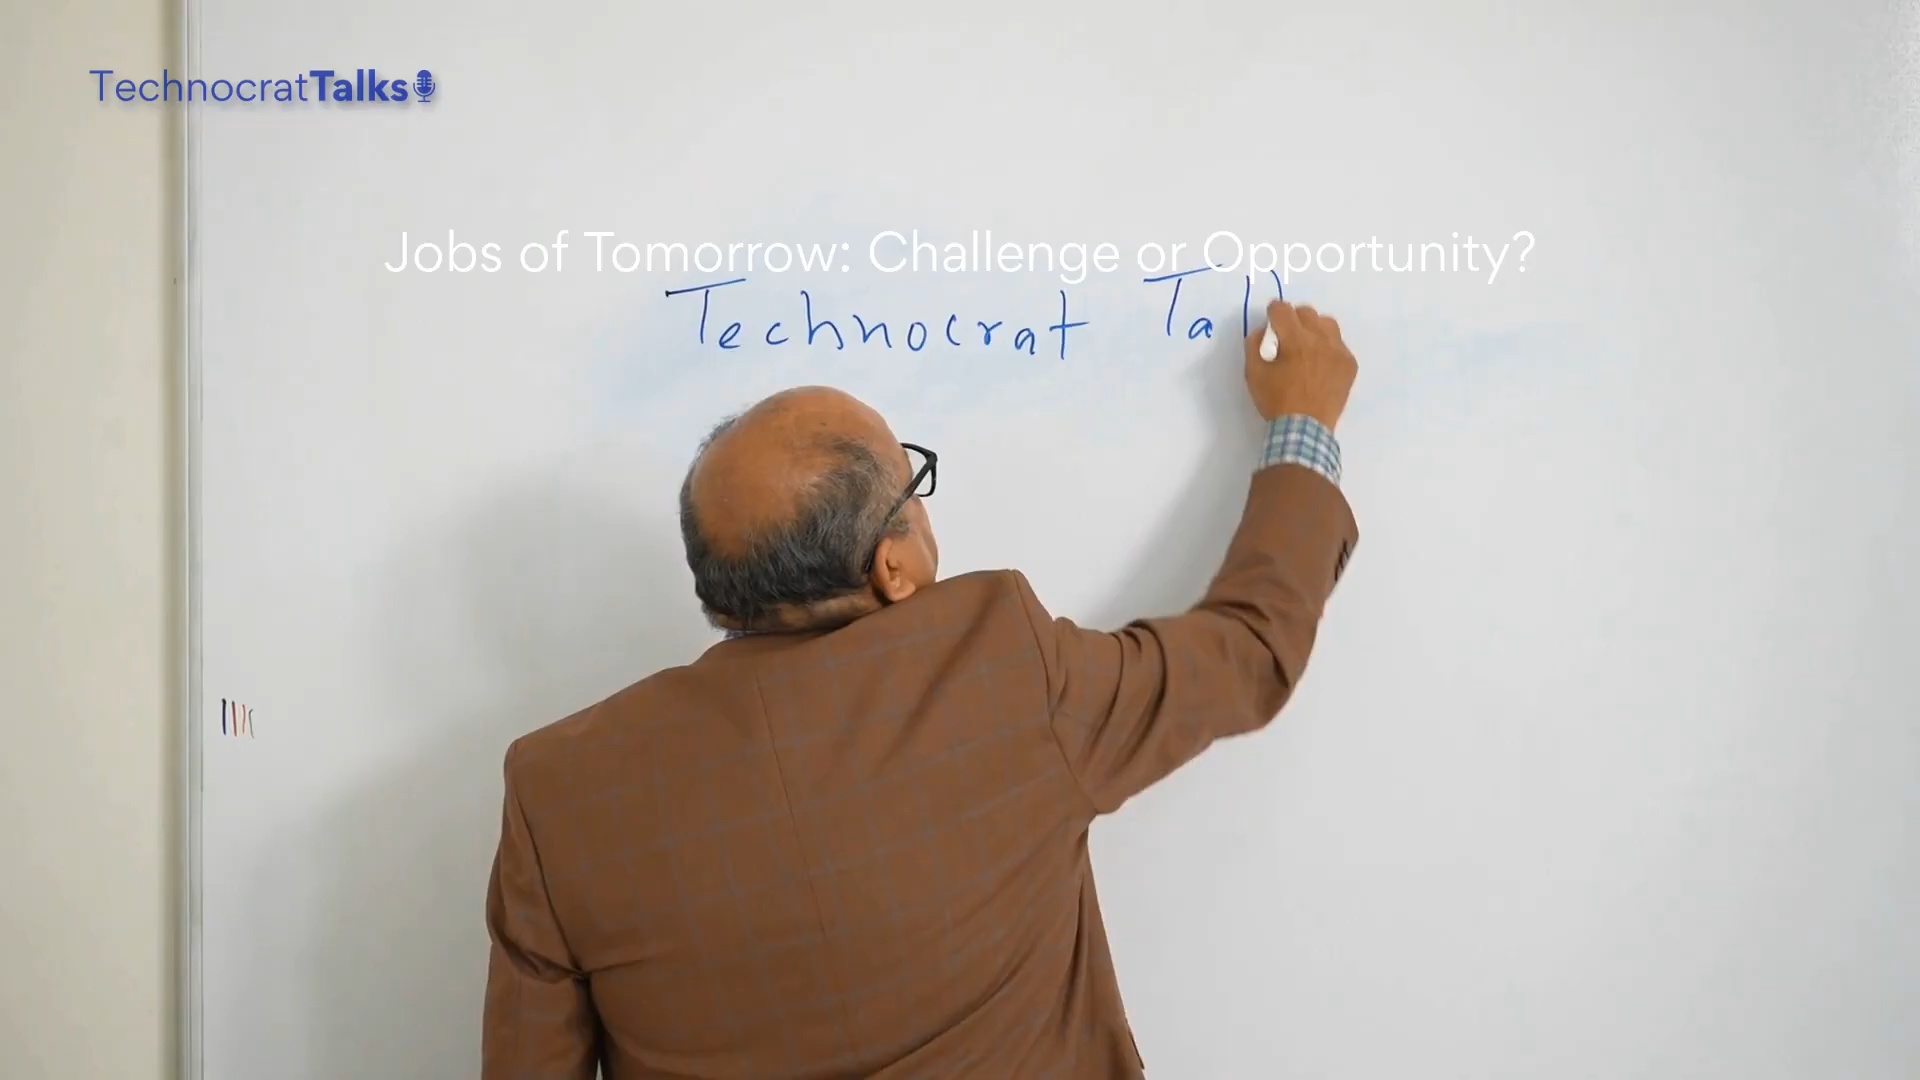 TechnocratTalks
Jobs of Tomorrow: Challenge or Opportunity?
Technocrat Tal